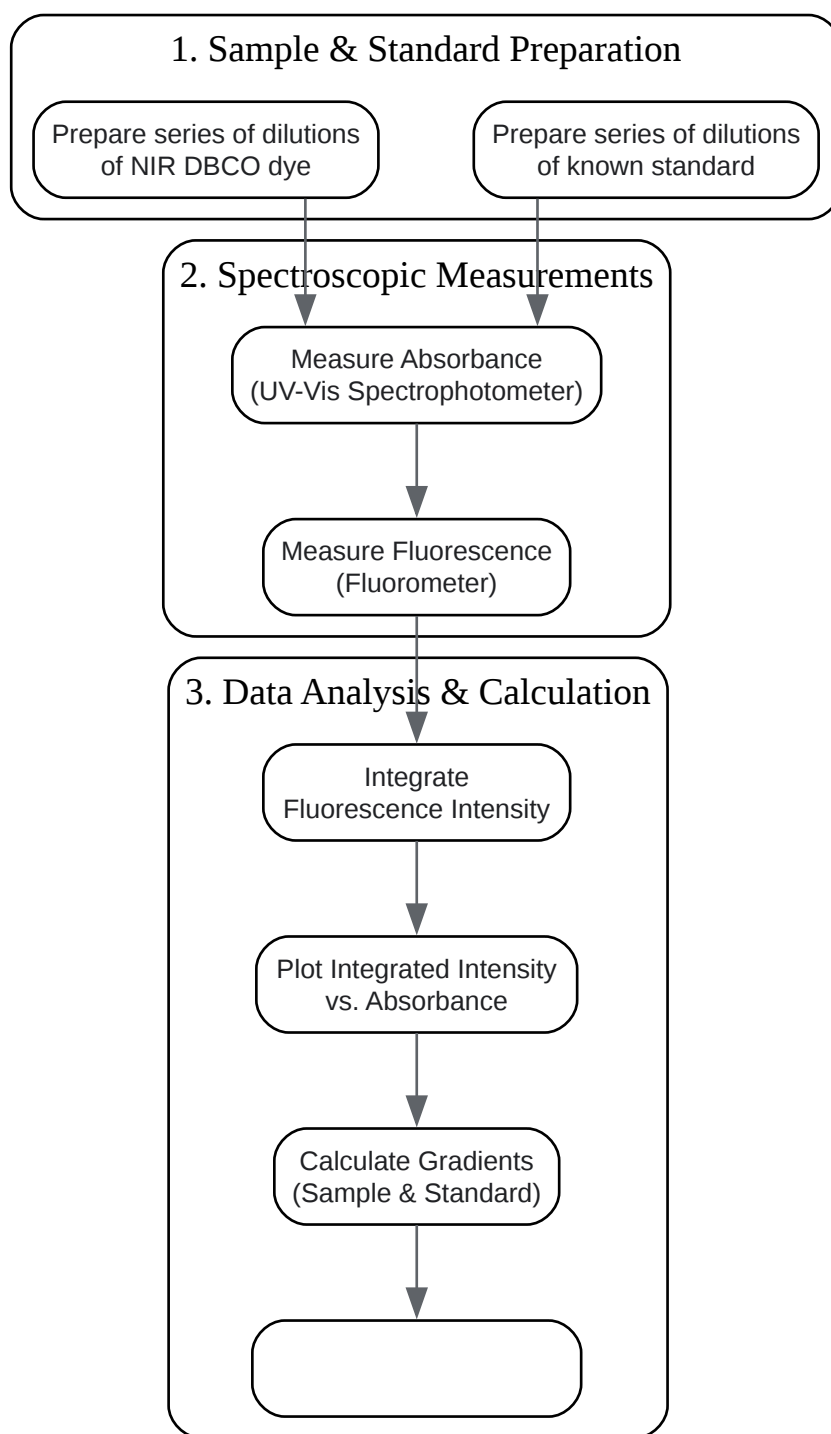 1. Sample & Standard Preparation
Prepare series of dilutions
of NIR DBCO dye
Prepare series of dilutions
of known standard
2. Spectroscopic Measurements
Measure Absorbance
(UV-Vis Spectrophotometer)
Measure Fluorescence
(Fluorometer)
3. Data Analysis & Calculation
Integrate
Fluorescence Intensity
Plot Integrated Intensity
vs. Absorbance
Calculate Gradients
(Sample & Standard)